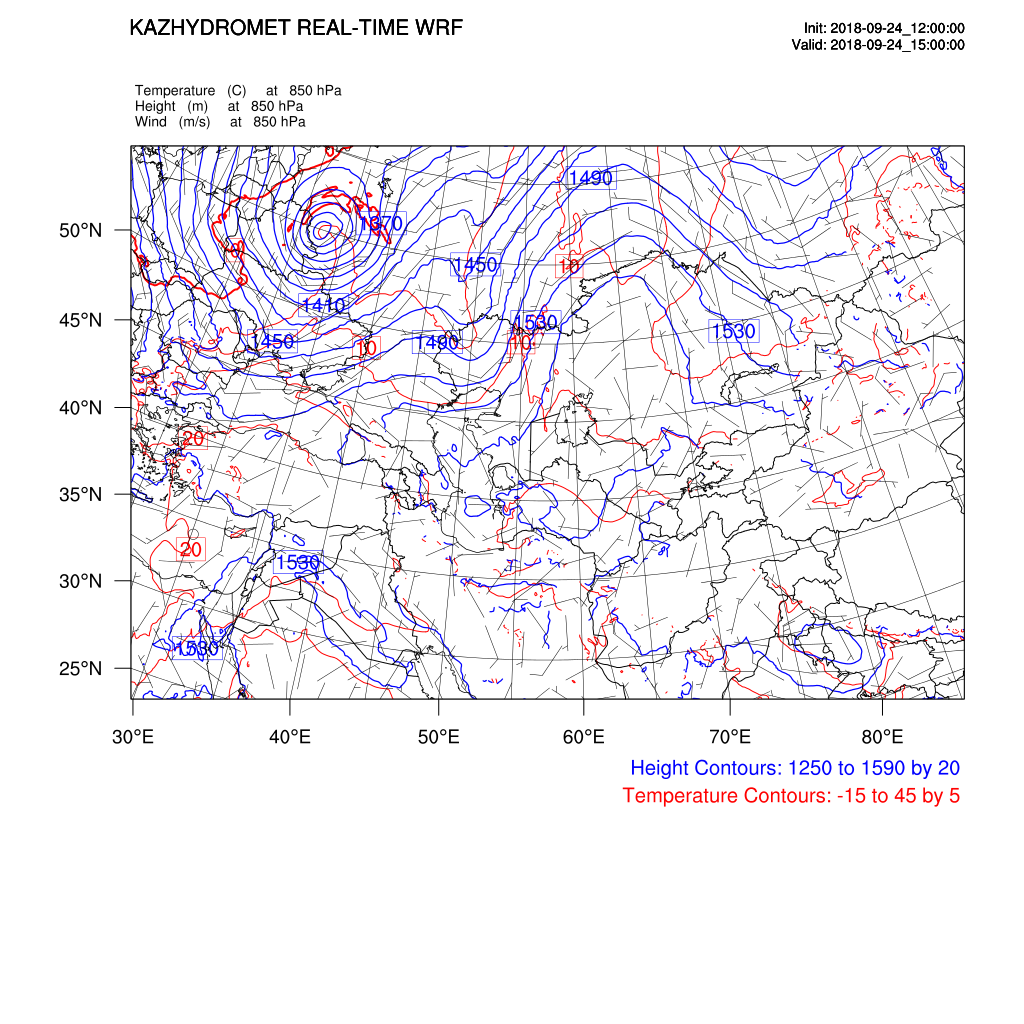 KAZHYDROMET REAL-TIME WRF
Init: 2018-09-24_12:00:00
Valid: 2018-09-24_15:00:00
Temperature (C) at 850 hPa
Height (m) at 850 hPa
Wind (m/s) at 850 hPa
0
1490
1370
50°N
0
1450
10
1410
45°N
1530
1530
1450
10
1490
10
40°N
20
35°N
20
1530
30°N
1530
25°N
30°E 40°E 50°E 60°E 70°E 80°E
Height Contours: 1250 to 1590 by 20
Temperature Contours: -15 to 45 by 5